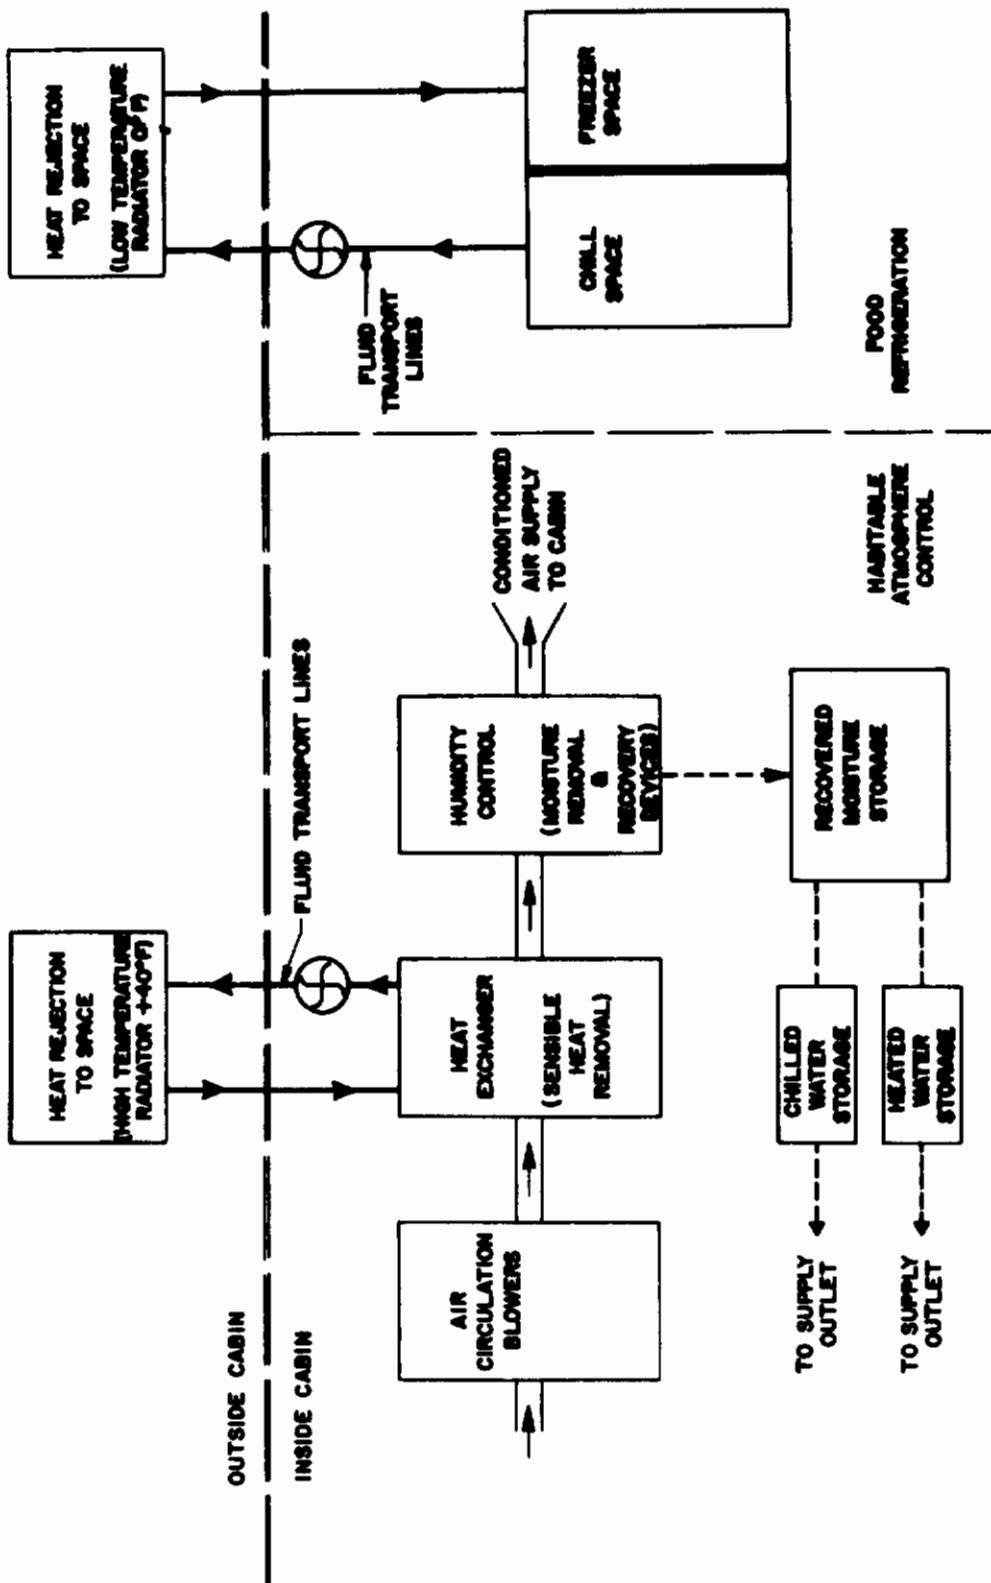 OUTSIDE CABIN
INSIDE CABIN
HEAT REJECTION
TO SPACE
(HIGH TEMPERATURE
RADIATOR +40°F)
HEAT REJECTION
TO SPACE
(LOW TEMPERATURE
RADIATOR 0°F)
FLUID TRANSPORT LINES
FLUID
TRANSPORT
LINES
AIR
CIRCULATION
BLOWERS
HEAT
EXCHANGER
(SENSIBLE
HEAT
REMOVAL)
HUMIDITY
CONTROL
(MOISTURE
REMOVAL
&
RECOVERY
DEVICES)
CONDITIONED
AIR SUPPLY
TO CABIN
CHILL
SPACE
FREEZER
SPACE
TO SUPPLY
OUTLET
CHILLED
WATER
STORAGE
RECOVERED
MOISTURE
STORAGE
TO SUPPLY
OUTLET
HEATED
WATER
STORAGE
HABITABLE
ATMOSPHERE
CONTROL
FOOD
REFRIGERATION